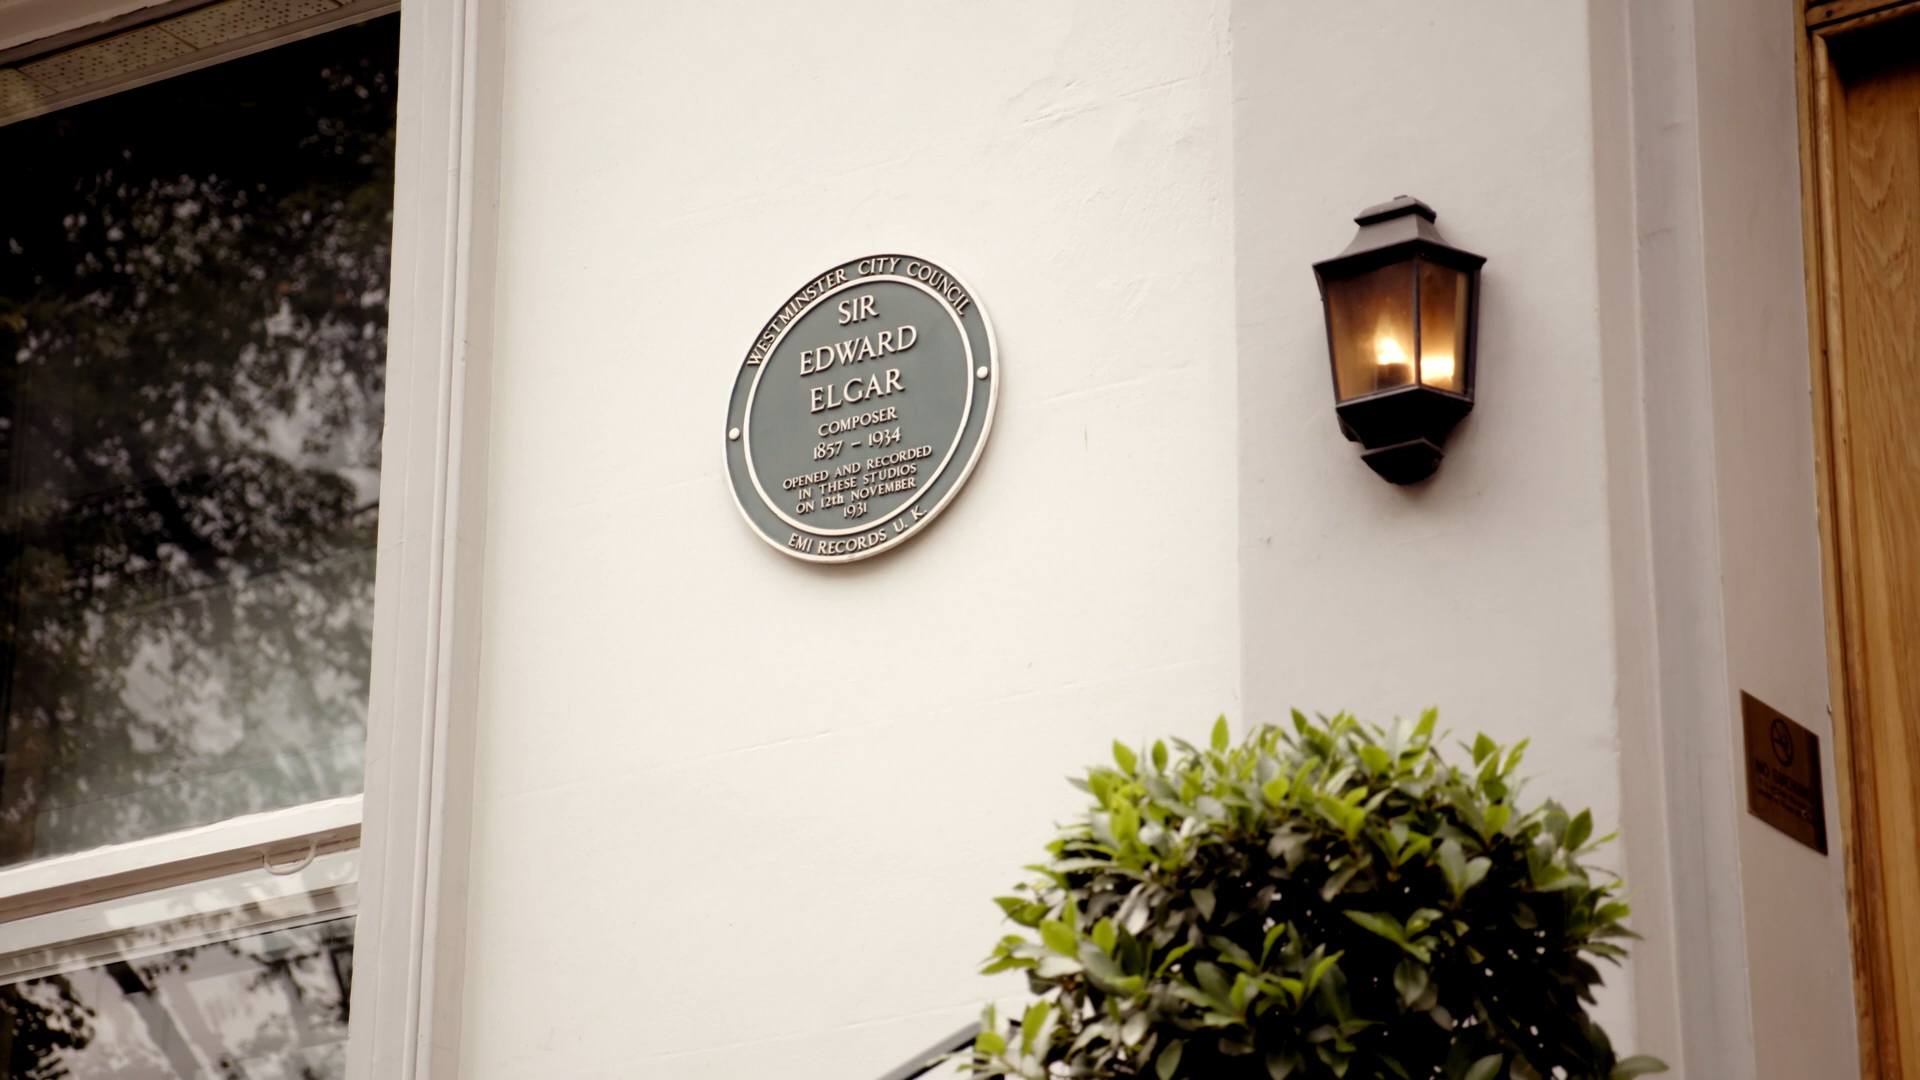 WESTMINSTER CITY COUNCIL
SIR
EDWARD
ELGAR
COMPOSER
1857 – 1934
OPENED AND RECORDED
IN THESE STUDIOS
ON 12th NOVEMBER
1931
EMI RECORDS U. K.
NO SMOKING